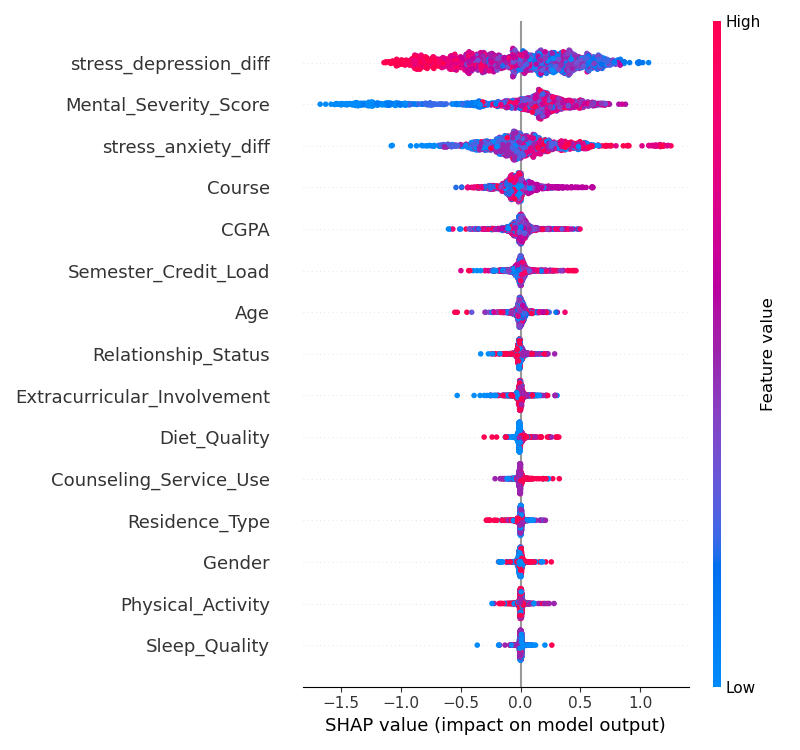 High
stress_depression_diff
Mental_Severity_Score
stress_anxiety_diff
Course
CGPA
Semester_Credit_Load
Age
Relationship_Status
Extracurricular_Involvement
Diet_Quality
Counseling_Service_Use
Residence_Type
Gender
Physical_Activity
Sleep_Quality
Feature value
Low
−1.5 −1.0 −0.5 0.0 0.5 1.0
SHAP value (impact on model output)